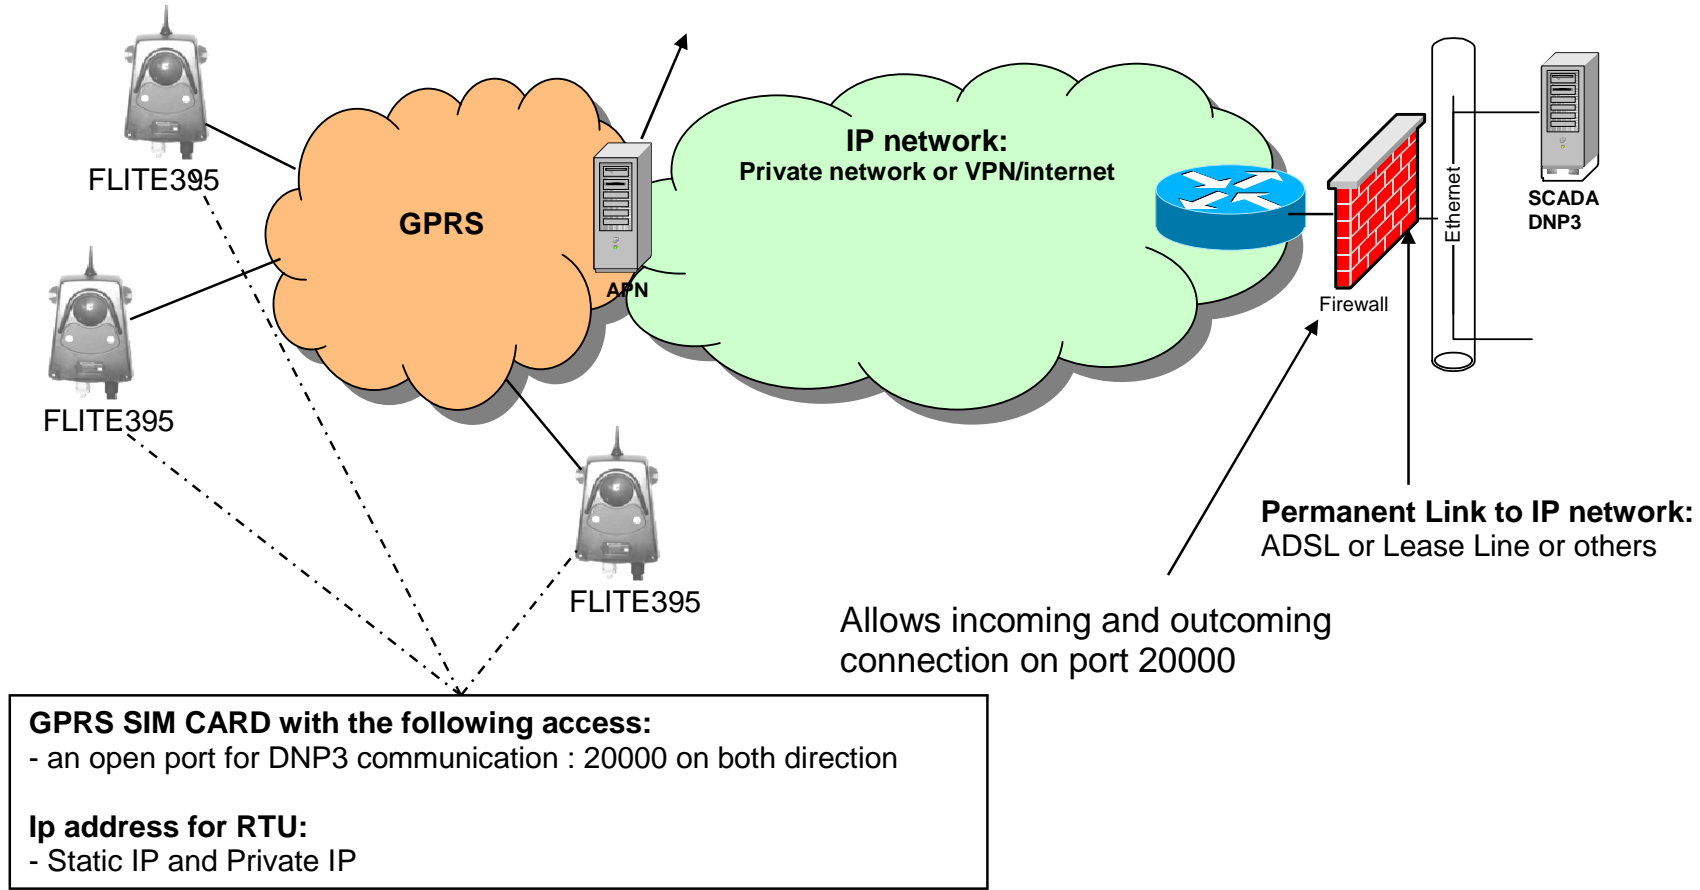 FLITE395
GPRS
APN
IP network:
Private network or VPN/internet
Firewall
Ethernet
SCADA
DNP3
FLITE395
FLITE395
Permanent Link to IP network:
ADSL or Lease Line or others
Allows incoming and outcoming
connection on port 20000
GPRS SIM CARD with the following access:
- an open port for DNP3 communication : 20000 on both direction
Ip address for RTU:
- Static IP and Private IP